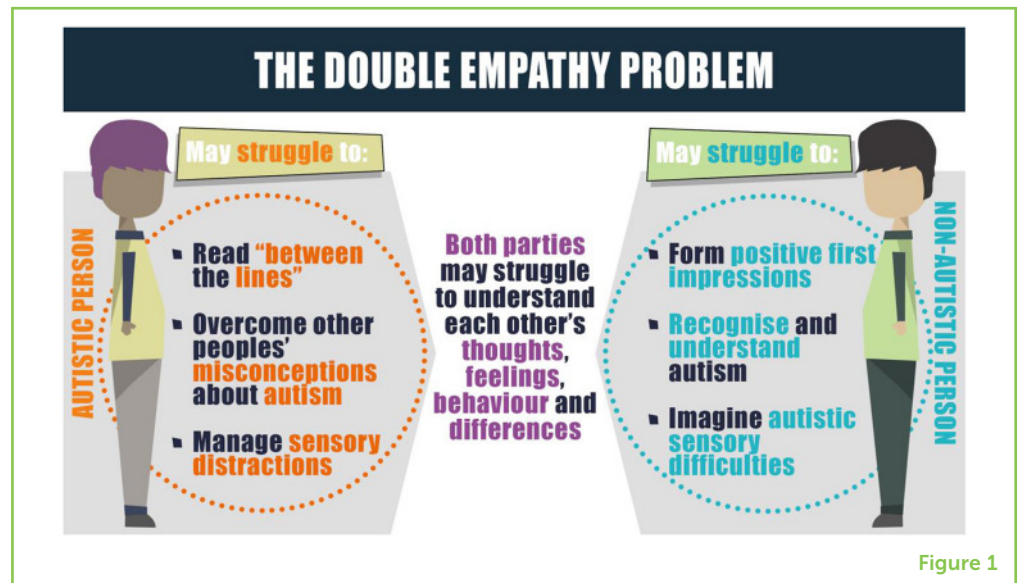 THE DOUBLE EMPATHY PROBLEM
May struggle to:
AUTISTIC PERSON
▪ Read “between
the lines”
▪ Overcome other
peoples’
misconceptions
about autism
▪ Manage sensory
distractions
Both parties
may struggle
to understand
each other’s
thoughts,
feelings,
behaviour and
differences
May struggle to:
▪ Form positive first
impressions
▪ Recognise and
understand
autism
▪ Imagine autistic
sensory
difficulties
NON-AUTISTIC PERSON
Figure 1